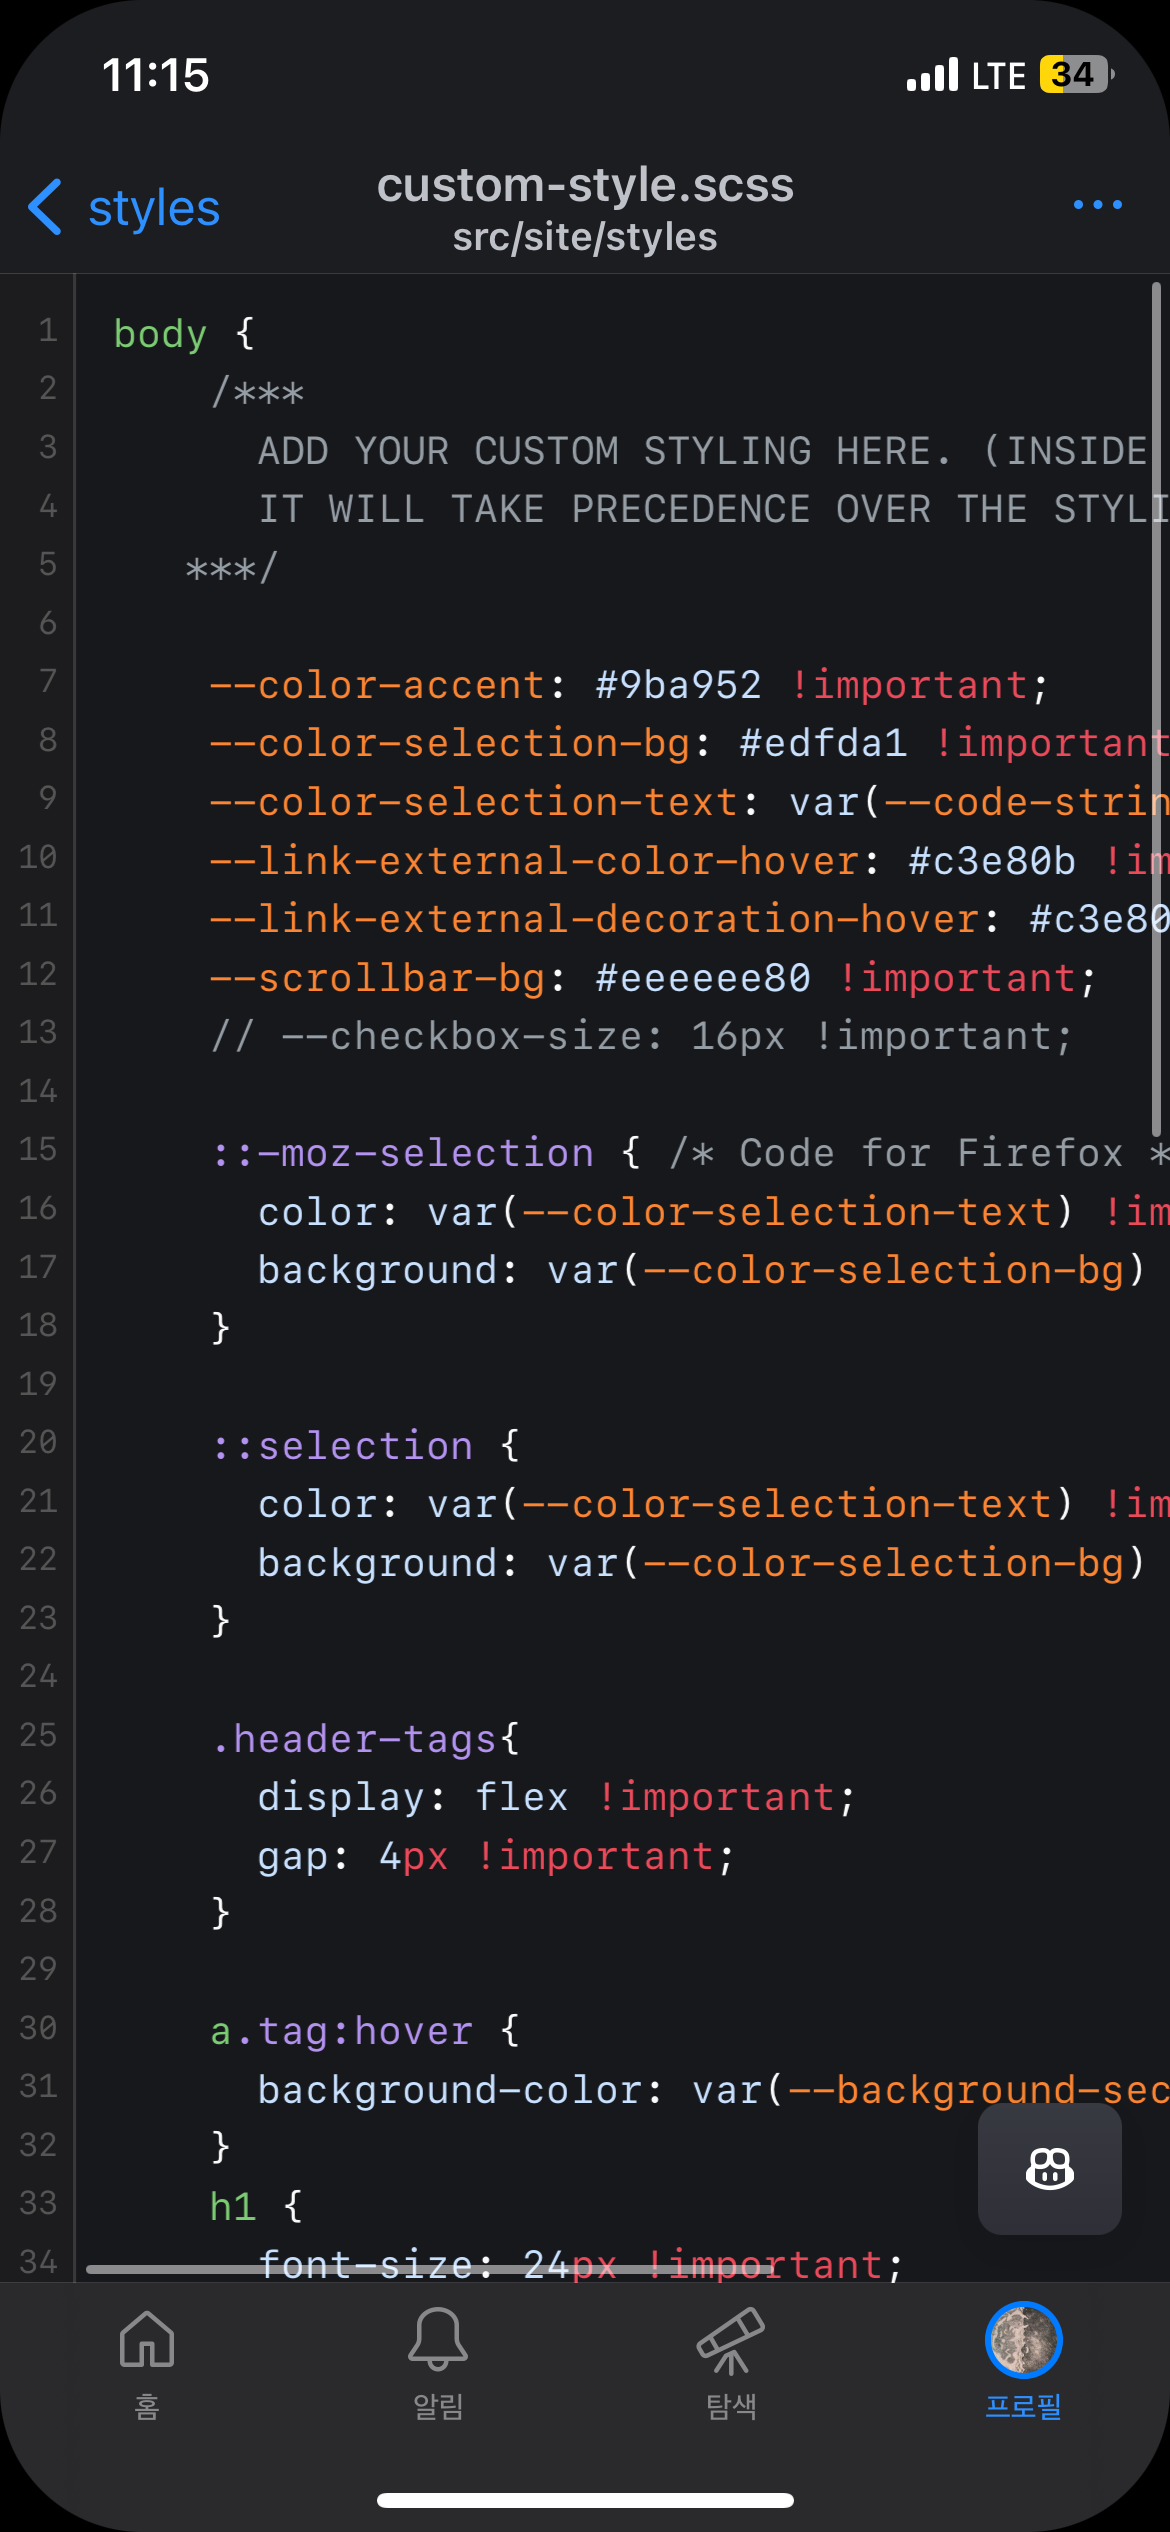 11:15
LTE 34
styles
custom-style.scss
src/site/styles
1 body {
2 /***
3 ADD YOUR CUSTOM STYLING HERE. (INSIDE
4 IT WILL TAKE PRECEDENCE OVER THE STYLI
5 ***/
6
7 --color-accent: #9ba952 !important;
8 --color-selection-bg: #edfda1 !important
9 --color-selection-text: var(--code-strin
10 --link-external-color-hover: #c3e80b !im
11 --link-external-decoration-hover: #c3e80
12 --scrollbar-bg: #eeeeee80 !important;
13 // --checkbox-size: 16px !important;
14
15 ::-moz-selection { /* Code for Firefox *
16 color: var(--color-selection-text) !im
17 background: var(--color-selection-bg)
18 }
19
20 ::selection {
21 color: var(--color-selection-text) !im
22 background: var(--color-selection-bg)
23 }
24
25 .header-tags{
26 display: flex !important;
27 gap: 4px !important;
28 }
29
30 a.tag:hover {
31 background-color: var(--background-sec
32 }
33 h1 {
34 font-size: 24px !important;
홈
알림
탐색
프로필